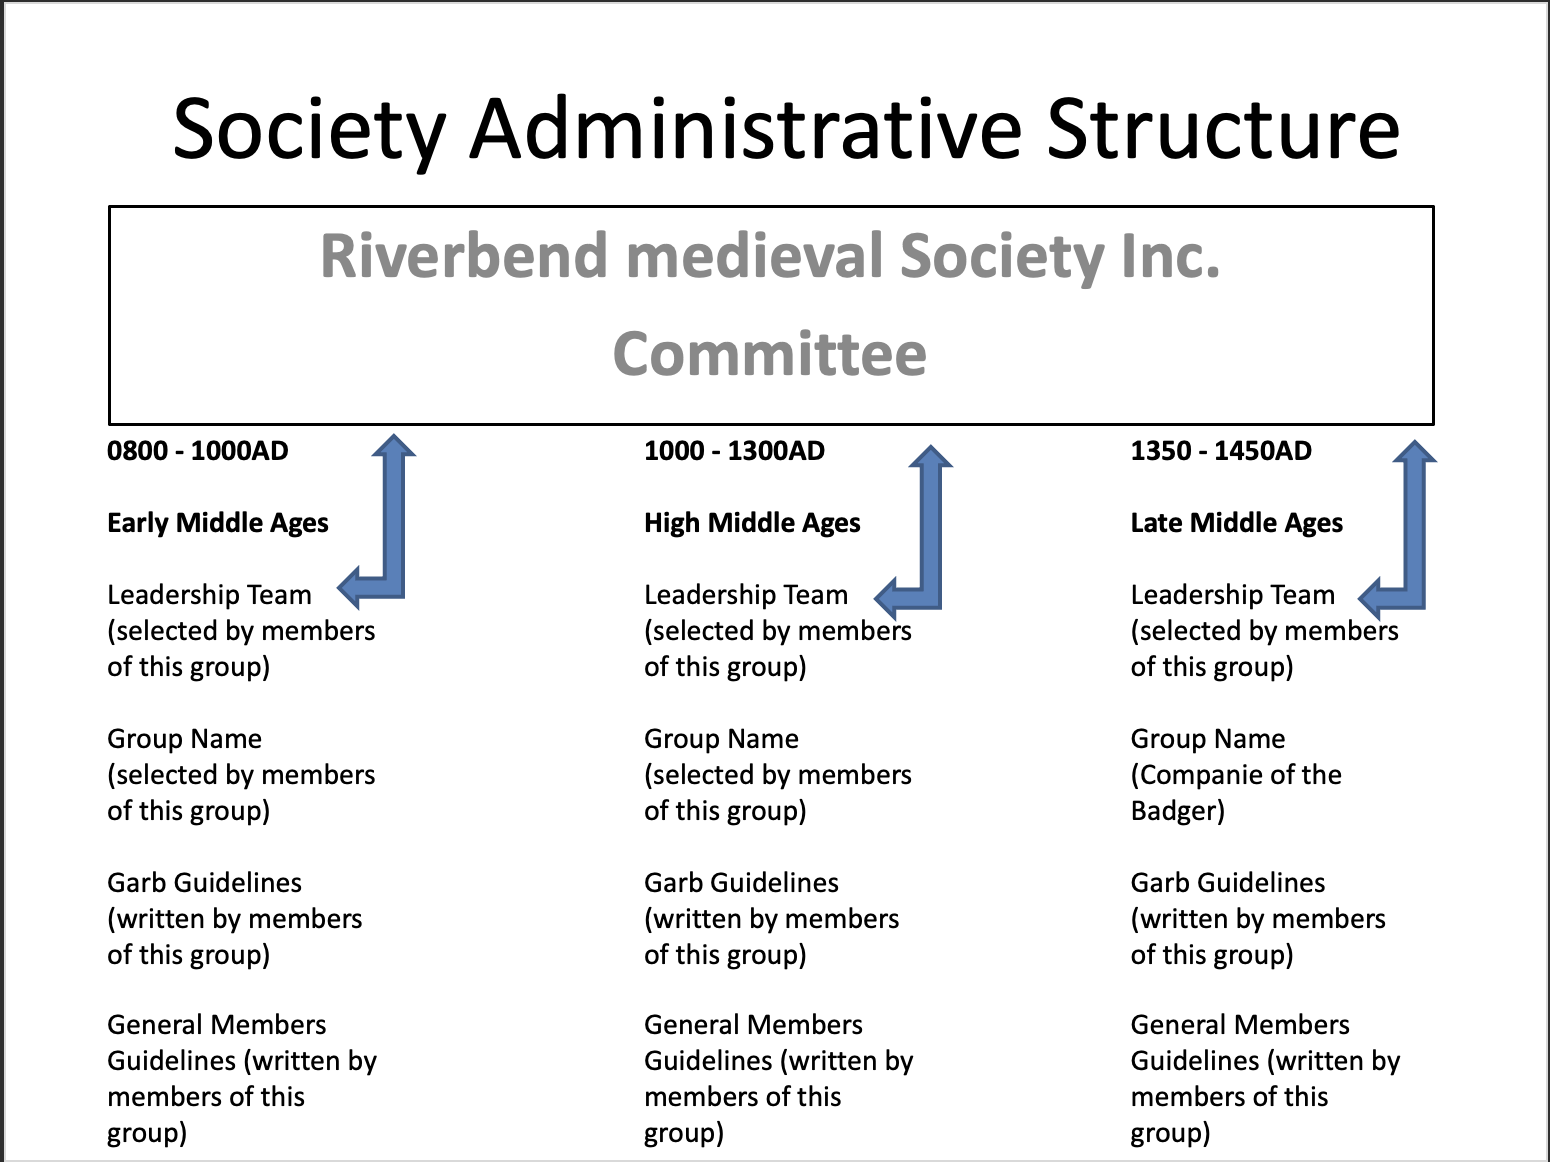 Society Administrative Structure
Riverbend medieval Society Inc.
Committee
0800 - 1000AD
Early Middle Ages
Leadership Team
(selected by members
of this group)
Group Name
(selected by members
of this group)
Garb Guidelines
(written by members
of this group)
General Members
Guidelines (written by
members of this
group)
1000 - 1300AD
High Middle Ages
Leadership Team
(selected by members
of this group)
Group Name
(selected by members
of this group)
Garb Guidelines
(written by members
of this group)
General Members
Guidelines (written by
members of this
group)
1350 - 1450AD
Late Middle Ages
Leadership Team
(selected by members
of this group)
Group Name
(Companie of the
Badger)
Garb Guidelines
(written by members
of this group)
General Members
Guidelines (written by
members of this
group)